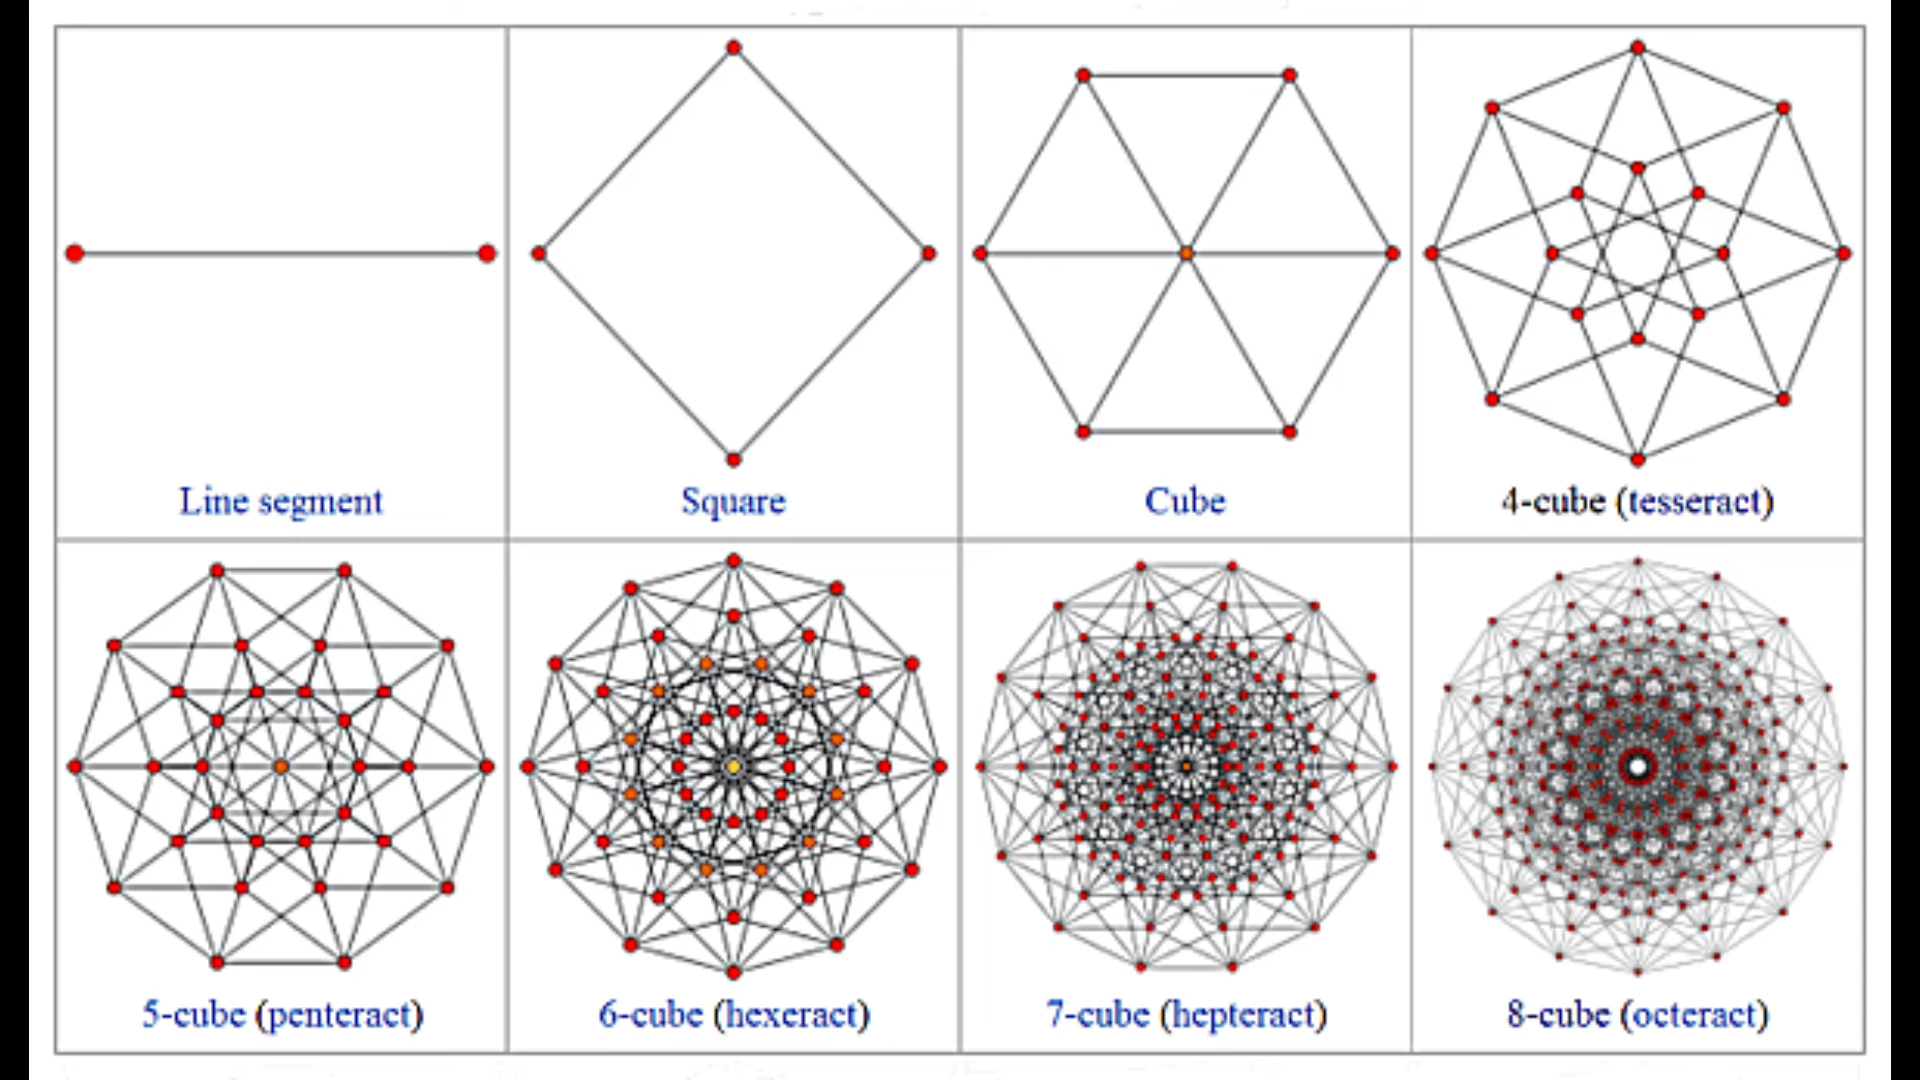 Line segment
Square
Cube
4-cube (tesseract)
5-cube (penteract)
6-cube (hexeract)
7-cube (hepteract)
8-cube (octeract)